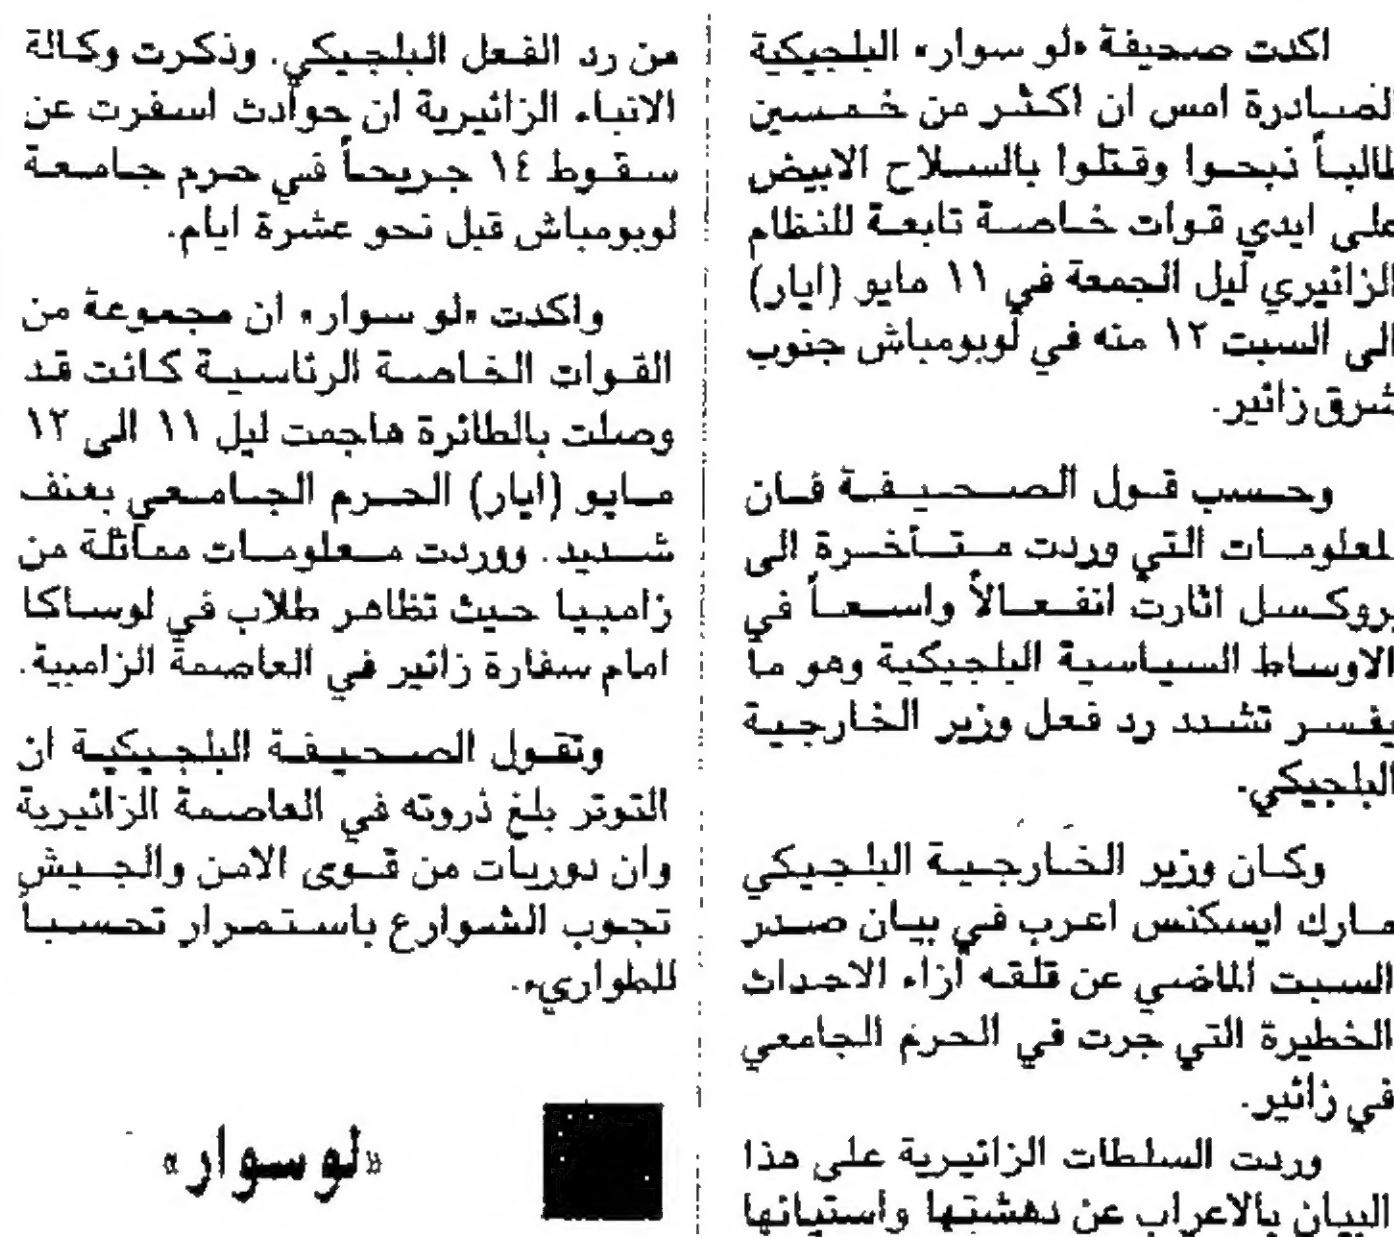 اكدت صحيفة «لو سوار» البلجيكية
الصادرة امس ان اكثر من خمسين
طالباً ذبحوا وقتلوا بالسلاح الابيض
على ايدي قوات خاصة تابعة للنظام
الزائيري ليل الجمعة في ١١ مايو (ايار)
الى السبت ١٢ منه في لوبومباش جنوب
شرق زائير.
وحسب قول الصحيفة فان
المعلومات التي وردت متأخرة الى
بروكسل اثارت انفعالاً واسعاً في
الاوساط السياسية البلجيكية وهو ما
يفسر تشدد رد فعل وزير الخارجية
البلجيكي.
وكان وزير الخارجية البلجيكي
مارك ايسكنس اعرب في بيان صدر
السبت الماضي عن قلقه أزاء الاحداث
الخطيرة التي جرت في الحرم الجامعي
في زائير.
وردت السلطات الزائيرية على هذا
البيان بالاعراب عن دهشتها واستيائها
من رد الفعل البلجيكي. وذكرت وكالة
الانباء الزائيرية ان حوادث اسفرت عن
سقوط ١٤ جريحاً في حرم جامعة
لوبومباش قبل نحو عشرة ايام.
واكدت «لو سوار» ان مجموعة من
القوات الخاصة الرئاسية كانت قد
وصلت بالطائرة هاجمت ليل ١١ الى ١٢
مايو (ايار) الحرم الجامعي بعنف
شديد. ووردت معلومات مماثلة من
زامبيا حيث تظاهر طلاب في لوساكا
امام سفارة زائير في العاصمة الزامبية.
وتقول الصحيفة البلجيكية ان
التوتر بلغ ذروته في العاصمة الزائيرية
وان دوريات من قوى الامن والجيش
تجوب الشوارع باستمرار تحسباً
للطواريء.
«لو سوار»